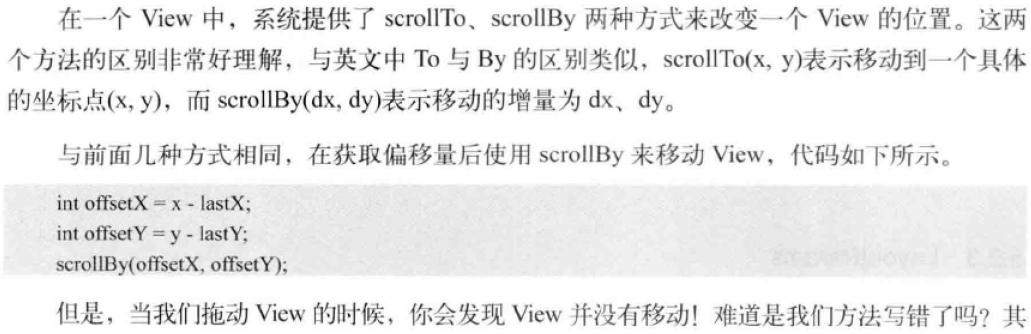 在一个 View 中，系统提供了 scrollTo、scrollBy 两种方式来改变一个 View 的位置。这两
个方法的区别非常好理解，与英文中 To 与 By 的区别类似，scrollTo(x, y)表示移动到一个具体
的坐标点(x, y)，而 scrollBy(dx, dy)表示移动的增量为 dx、dy。
与前面几种方式相同，在获取偏移量后使用 scrollBy 来移动 View，代码如下所示。
int offsetX = x - lastX;
int offsetY = y - lastY;
scrollBy(offsetX, offsetY);
但是，当我们拖动 View 的时候，你会发现 View 并没有移动！难道是我们方法写错了吗？其